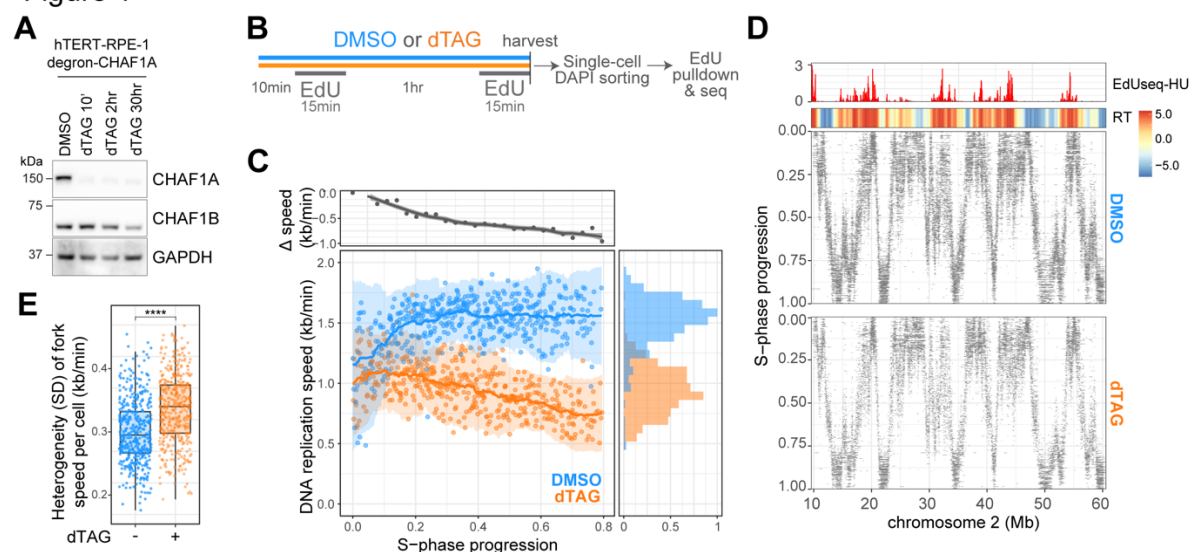 A
hTERT-RPE-1
degron-CHAF1A
DMSO
dTAG 10'
dTAG 2hr
dTAG 30hr
kDa
150
CHAF1A
75
CHAF1B
37
GAPDH
B
DMSO or dTAG
harvest
10min
EdU
15min
1hr
EdU
15min
Single-cell
DAPI sorting
EdU
pulldown
& seq
C
Δ speed
(kb/min)
0.0
-0.5
-1.0
DNA replication speed (kb/min)
2.0
1.5
1.0
0.5
0.0
DMSO
dTAG
0.0 0.2 0.4 0.6 0.8
0 0.5 1
S-phase progression
D
3
0
EdUseq-HU
RT
5.0
0.0
-5.0
S-phase progression
0.00
0.25
0.50
0.75
1.00
DMSO
0.00
0.25
0.50
0.75
1.00
dTAG
10 20 30 40 50 60
chromosome 2 (Mb)
E
Heterogeneity (SD) of fork
speed per cell (kb/min)
****
0.4
0.3
0.2
dTAG - +